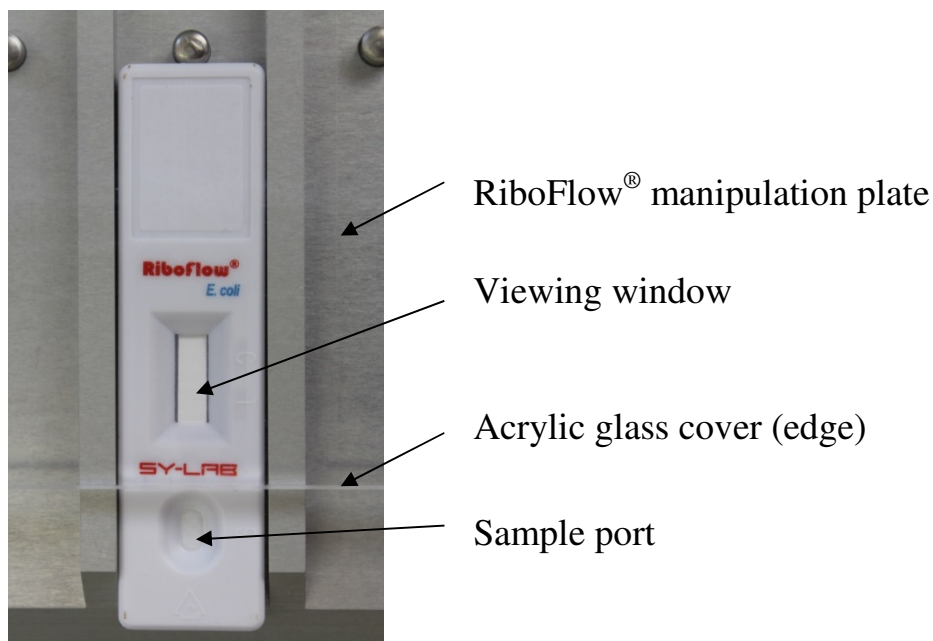 RiboFlow® manipulation plate
Riboflow®
E. coli
Viewing window
C
T
Acrylic glass cover (edge)
SY-LAB
Sample port